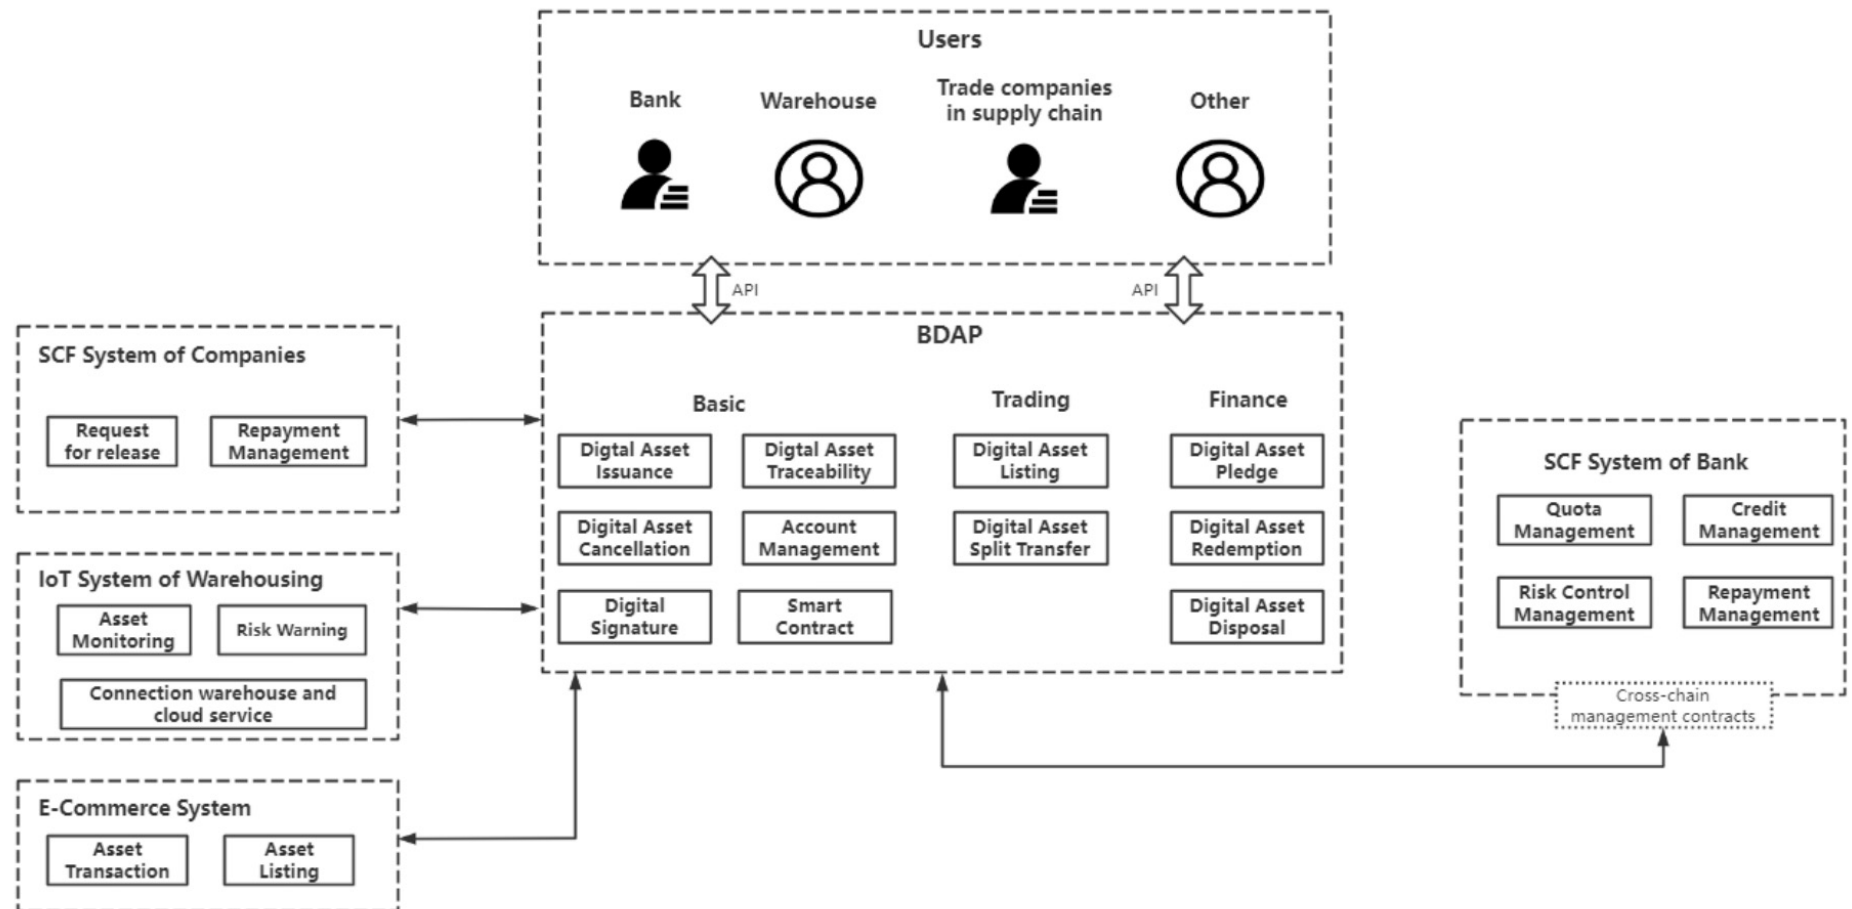 Users
Bank
Warehouse
Trade companies
in supply chain
Other
API
API
BDAP
Basic
Trading
Finance
Digtal Asset
Issuance
Digtal Asset
Traceability
Digital Asset
Listing
Digital Asset
Pledge
Digital Asset
Cancellation
Account
Management
Digital Asset
Split Transfer
Digital Asset
Redemption
Digital
Signature
Smart
Contract
Digital Asset
Disposal
SCF System of Companies
Request
for release
Repayment
Management
IoT System of Warehousing
Asset
Monitoring
Risk Warning
Connection warehouse and
cloud service
E-Commerce System
Asset
Transaction
Asset
Listing
SCF System of Bank
Quota
Management
Credit
Management
Risk Control
Management
Repayment
Management
Cross-chain
management contracts